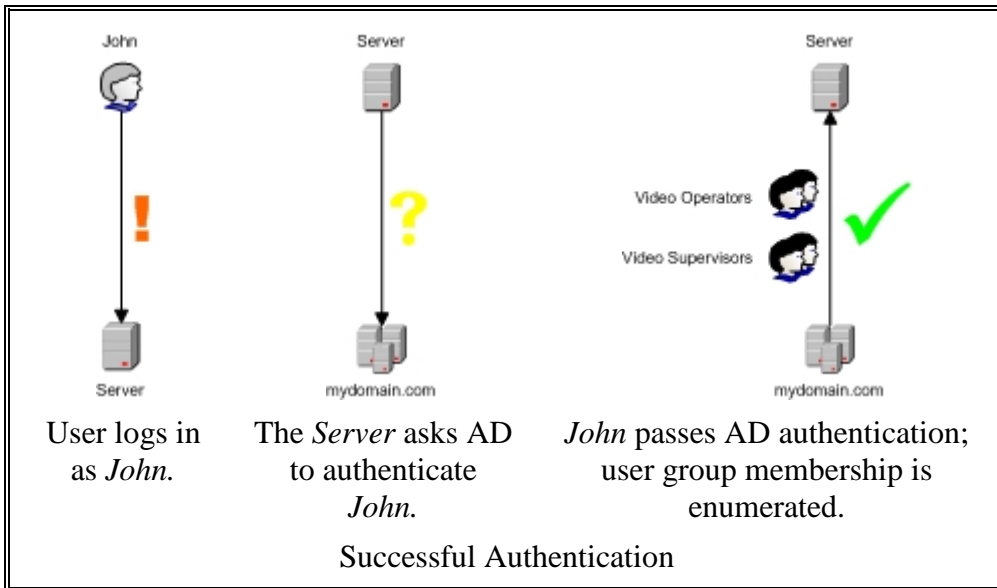 John
Server
User logs in
as John.
Server
mydomain.com
The Server asks AD
to authenticate
John.
Server
Video Operators
Video Supervisors
mydomain.com
John passes AD authentication;
user group membership is
enumerated.
Successful Authentication